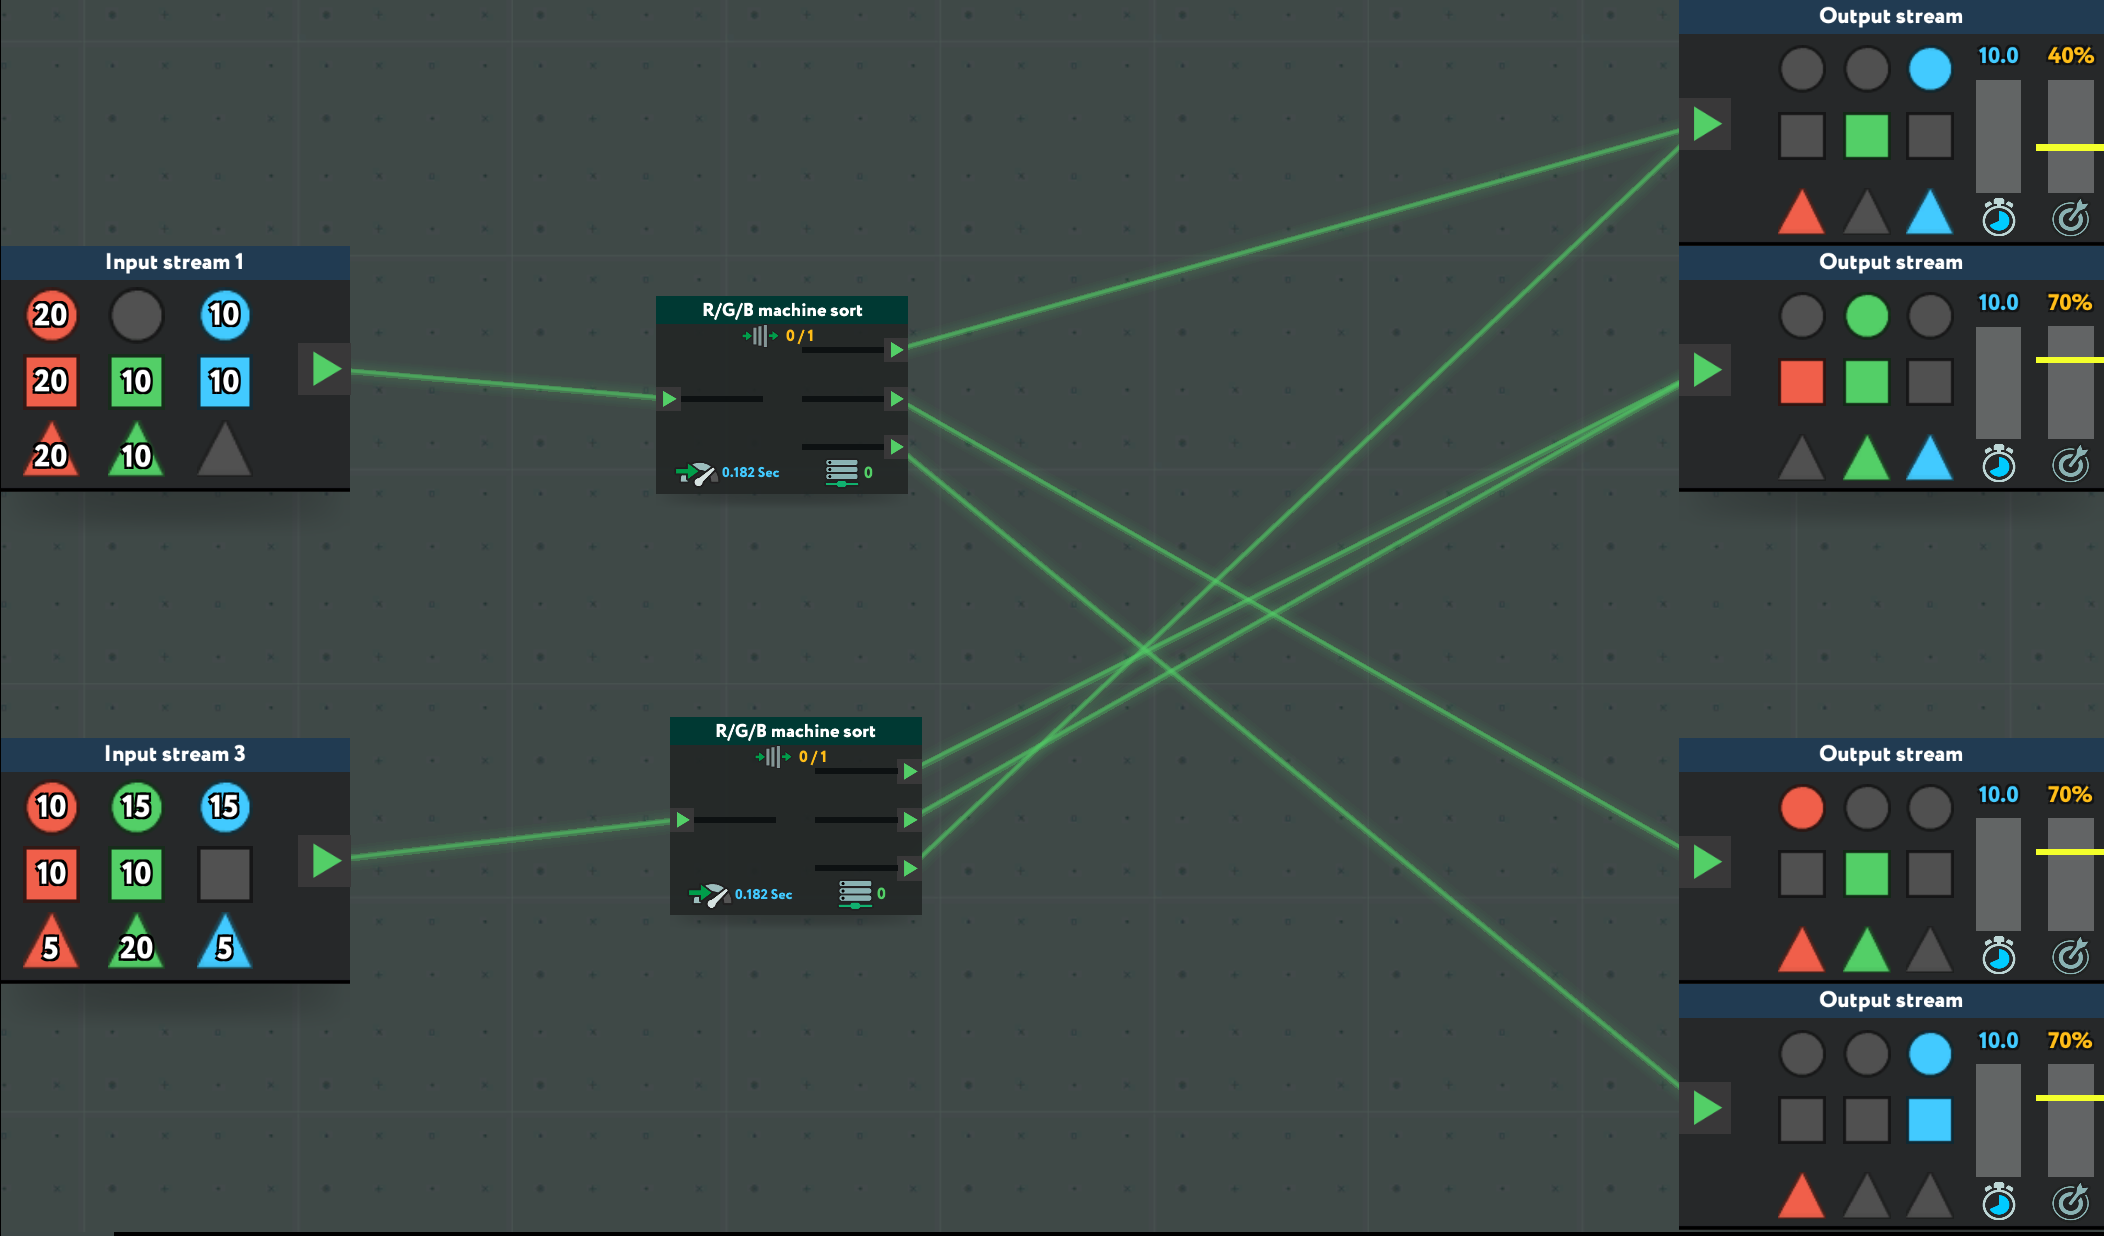 Output stream
10.0 40%
Input stream 1
20 10
20 10 10
20 10
R/G/B machine sort
0/1
0.182 Sec 0
Output stream
10.0 70%
Input stream 3
10 15 15
10 10
5 20 5
R/G/B machine sort
0/1
0.182 Sec 0
Output stream
10.0 70%
Output stream
10.0 70%